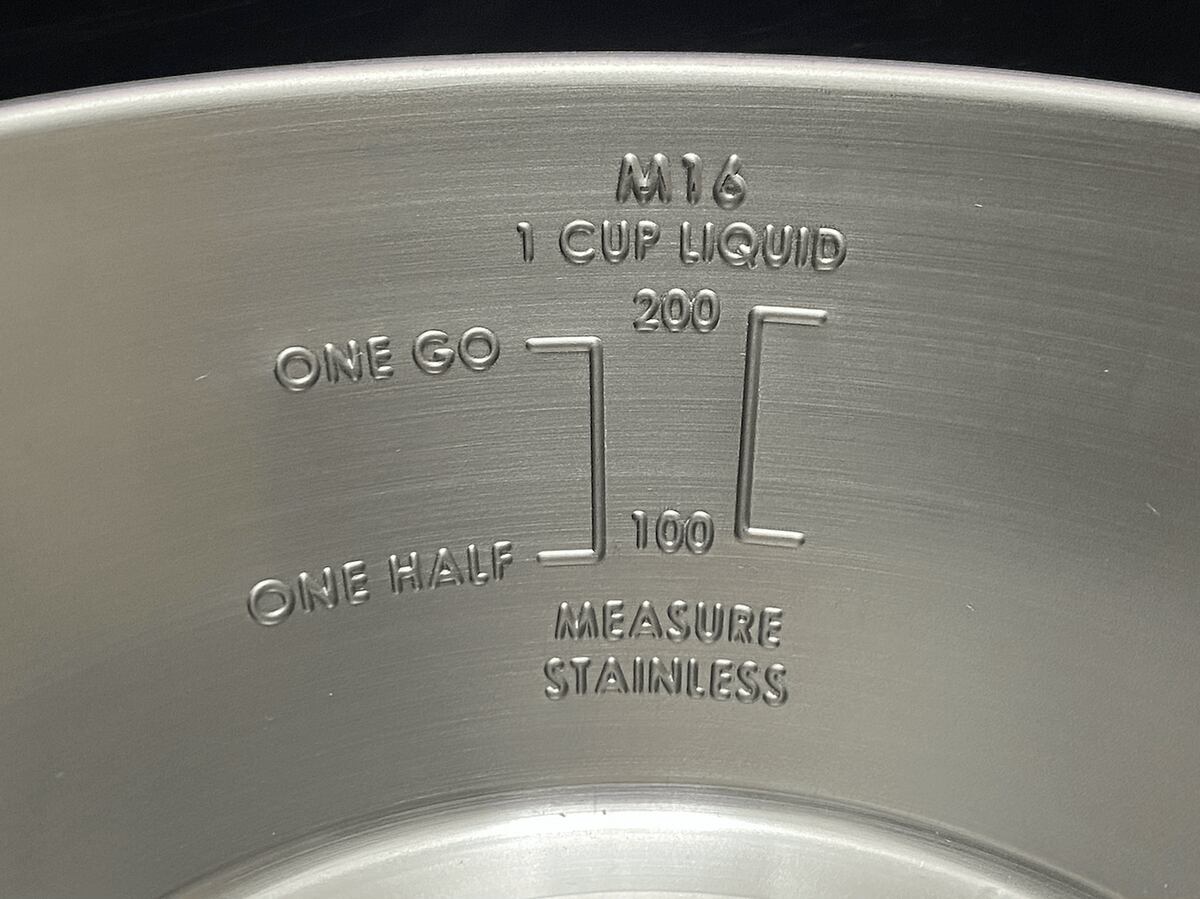 M16
1 CUP LIQUID
200
ONE GO
100
ONE HALF
MEASURE
STAINLESS